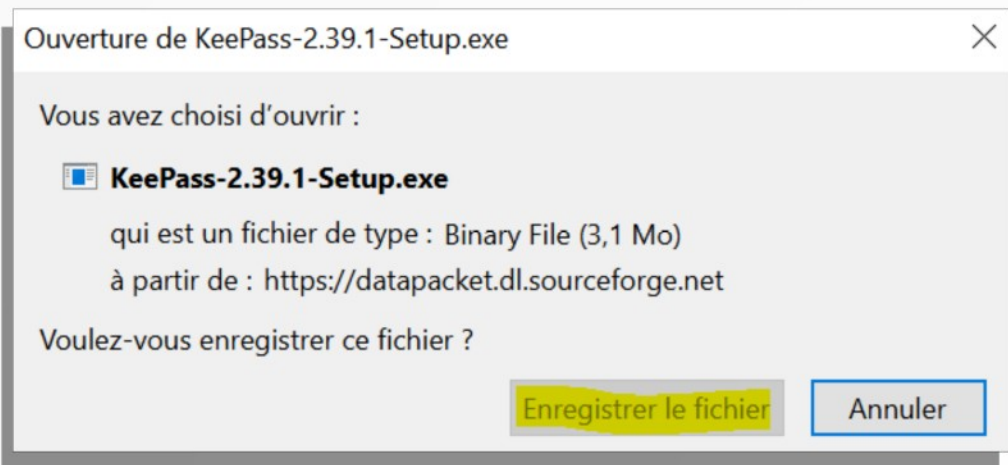 Ouverture de KeePass-2.39.1-Setup.exe
Vous avez choisi d’ouvrir :
KeePass-2.39.1-Setup.exe
qui est un fichier de type : Binary File (3,1 Mo)
à partir de : https://datapacket.dl.sourceforge.net
Voulez-vous enregistrer ce fichier ?
Enregistrer le fichier Annuler